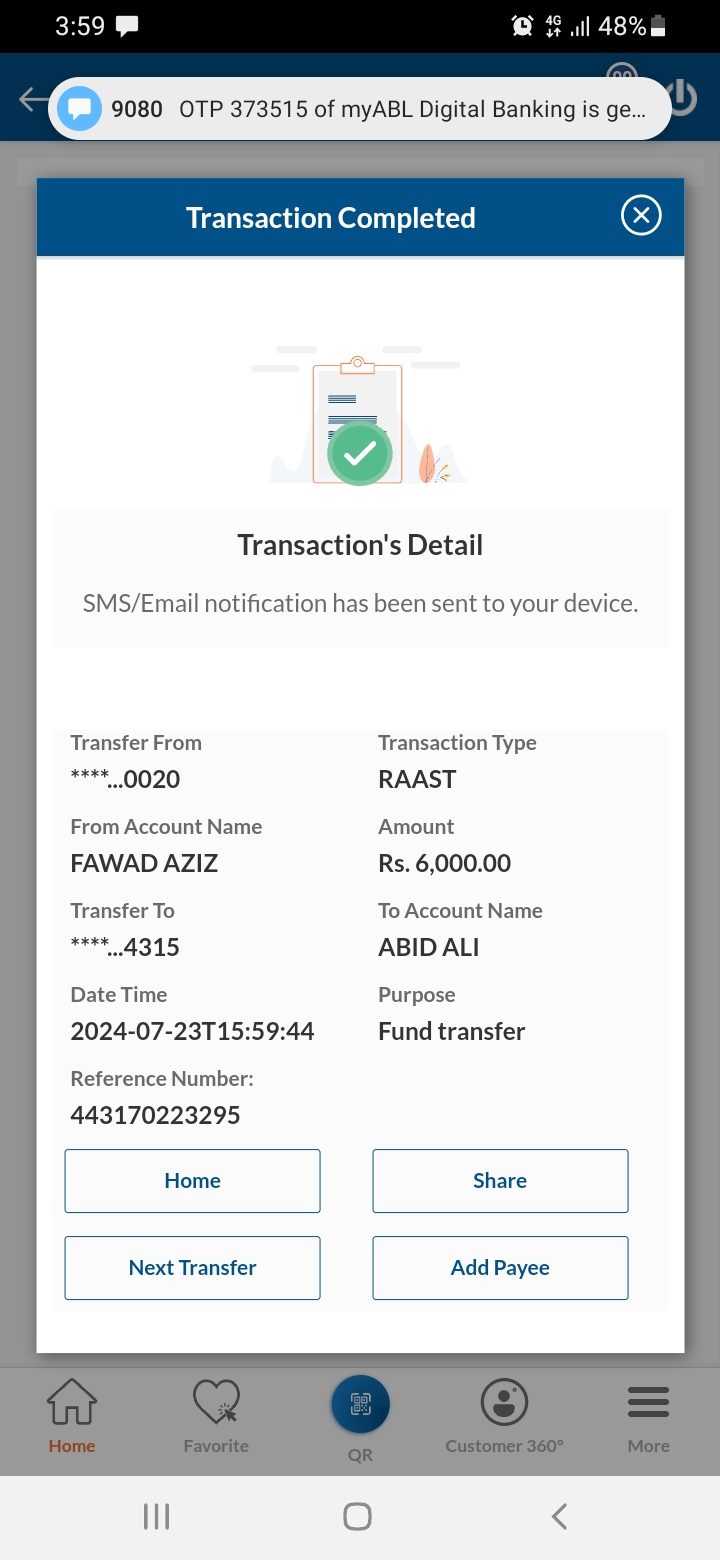 3:59 4G 48%
9080 OTP 373515 of myABL Digital Banking is ge...
Transaction Completed
Transaction's Detail
SMS/Email notification has been sent to your device.
Transfer From Transaction Type
****...0020 RAAST
From Account Name Amount
FAWAD AZIZ Rs. 6,000.00
Transfer To To Account Name
****...4315 ABID ALI
Date Time Purpose
2024-07-23T15:59:44 Fund transfer
Reference Number:
443170223295
Home Share
Next Transfer Add Payee
Home Favorite QR Customer 360° More